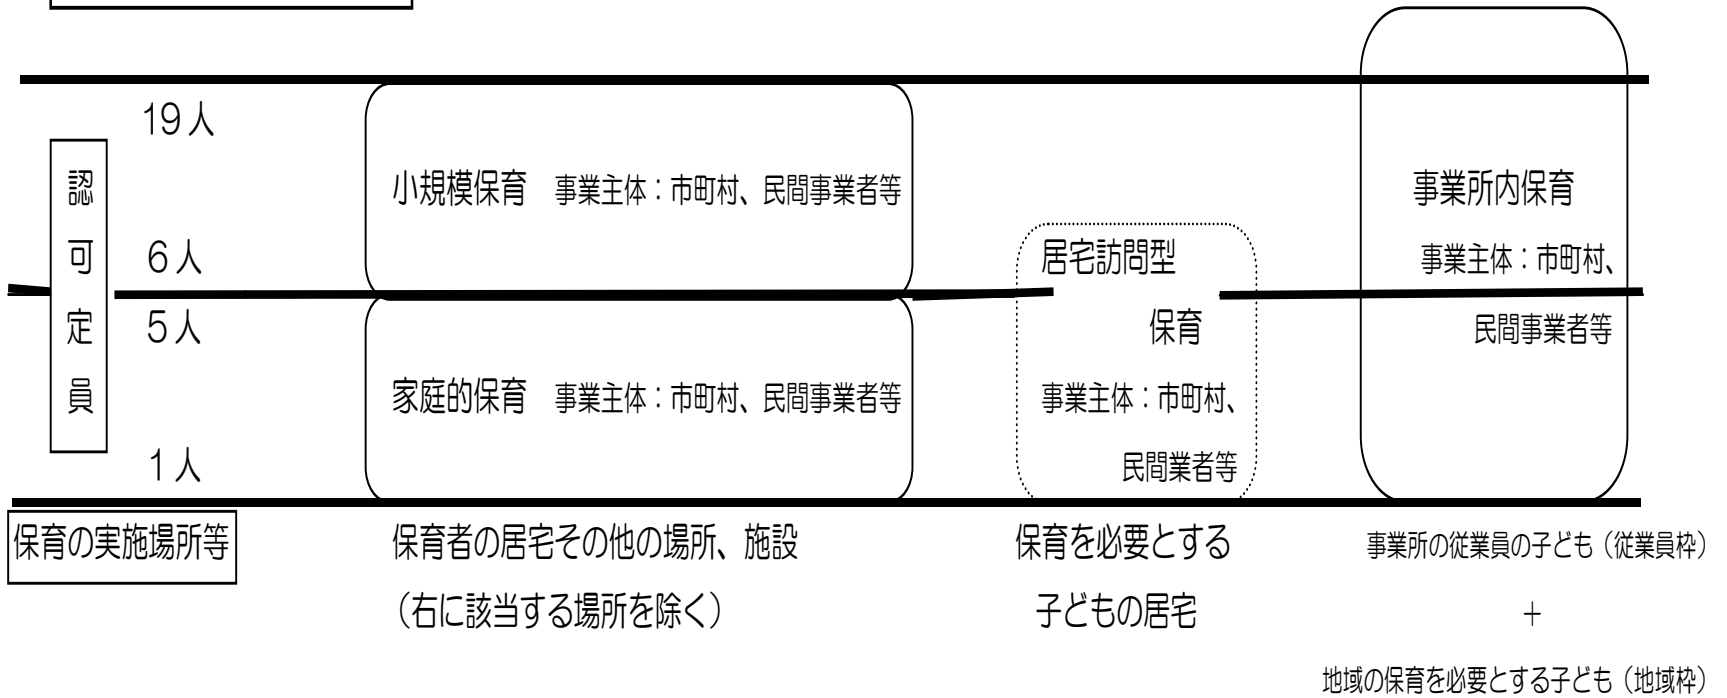 19人
認可定員
小規模保育　事業主体：市町村、民間事業者等
事業所内保育
6人
居宅訪問型
事業主体：市町村、
5人
保育
民間事業者等
家庭的保育　事業主体：市町村、民間事業者等
事業主体：市町村、
1人
民間業者等
保育の実施場所等
保育者の居宅その他の場所、施設
（右に該当する場所を除く）
保育を必要とする
子どもの居宅
事業所の従業員の子ども（従業員枠）
＋
地域の保育を必要とする子ども（地域枠）